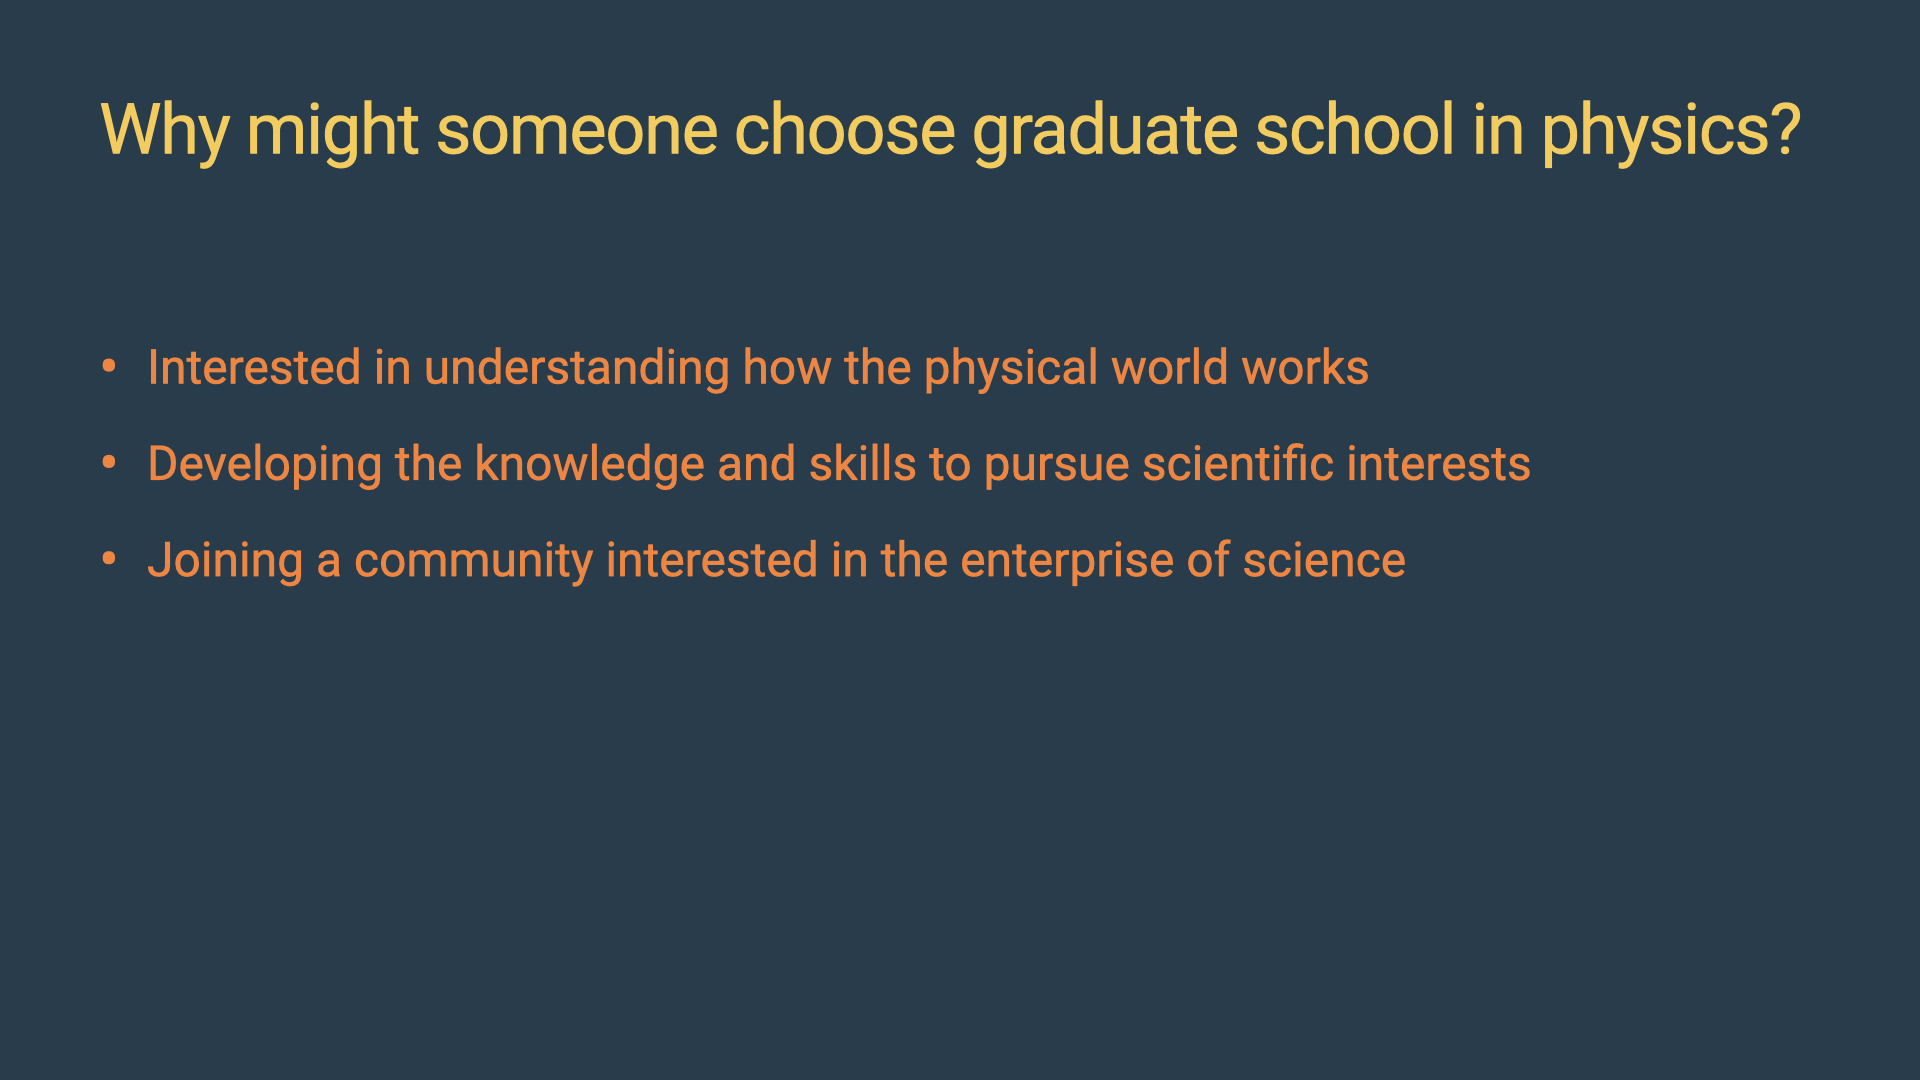 Why might someone choose graduate school in physics?
• Interested in understanding how the physical world works
• Developing the knowledge and skills to pursue scientific interests
• Joining a community interested in the enterprise of science